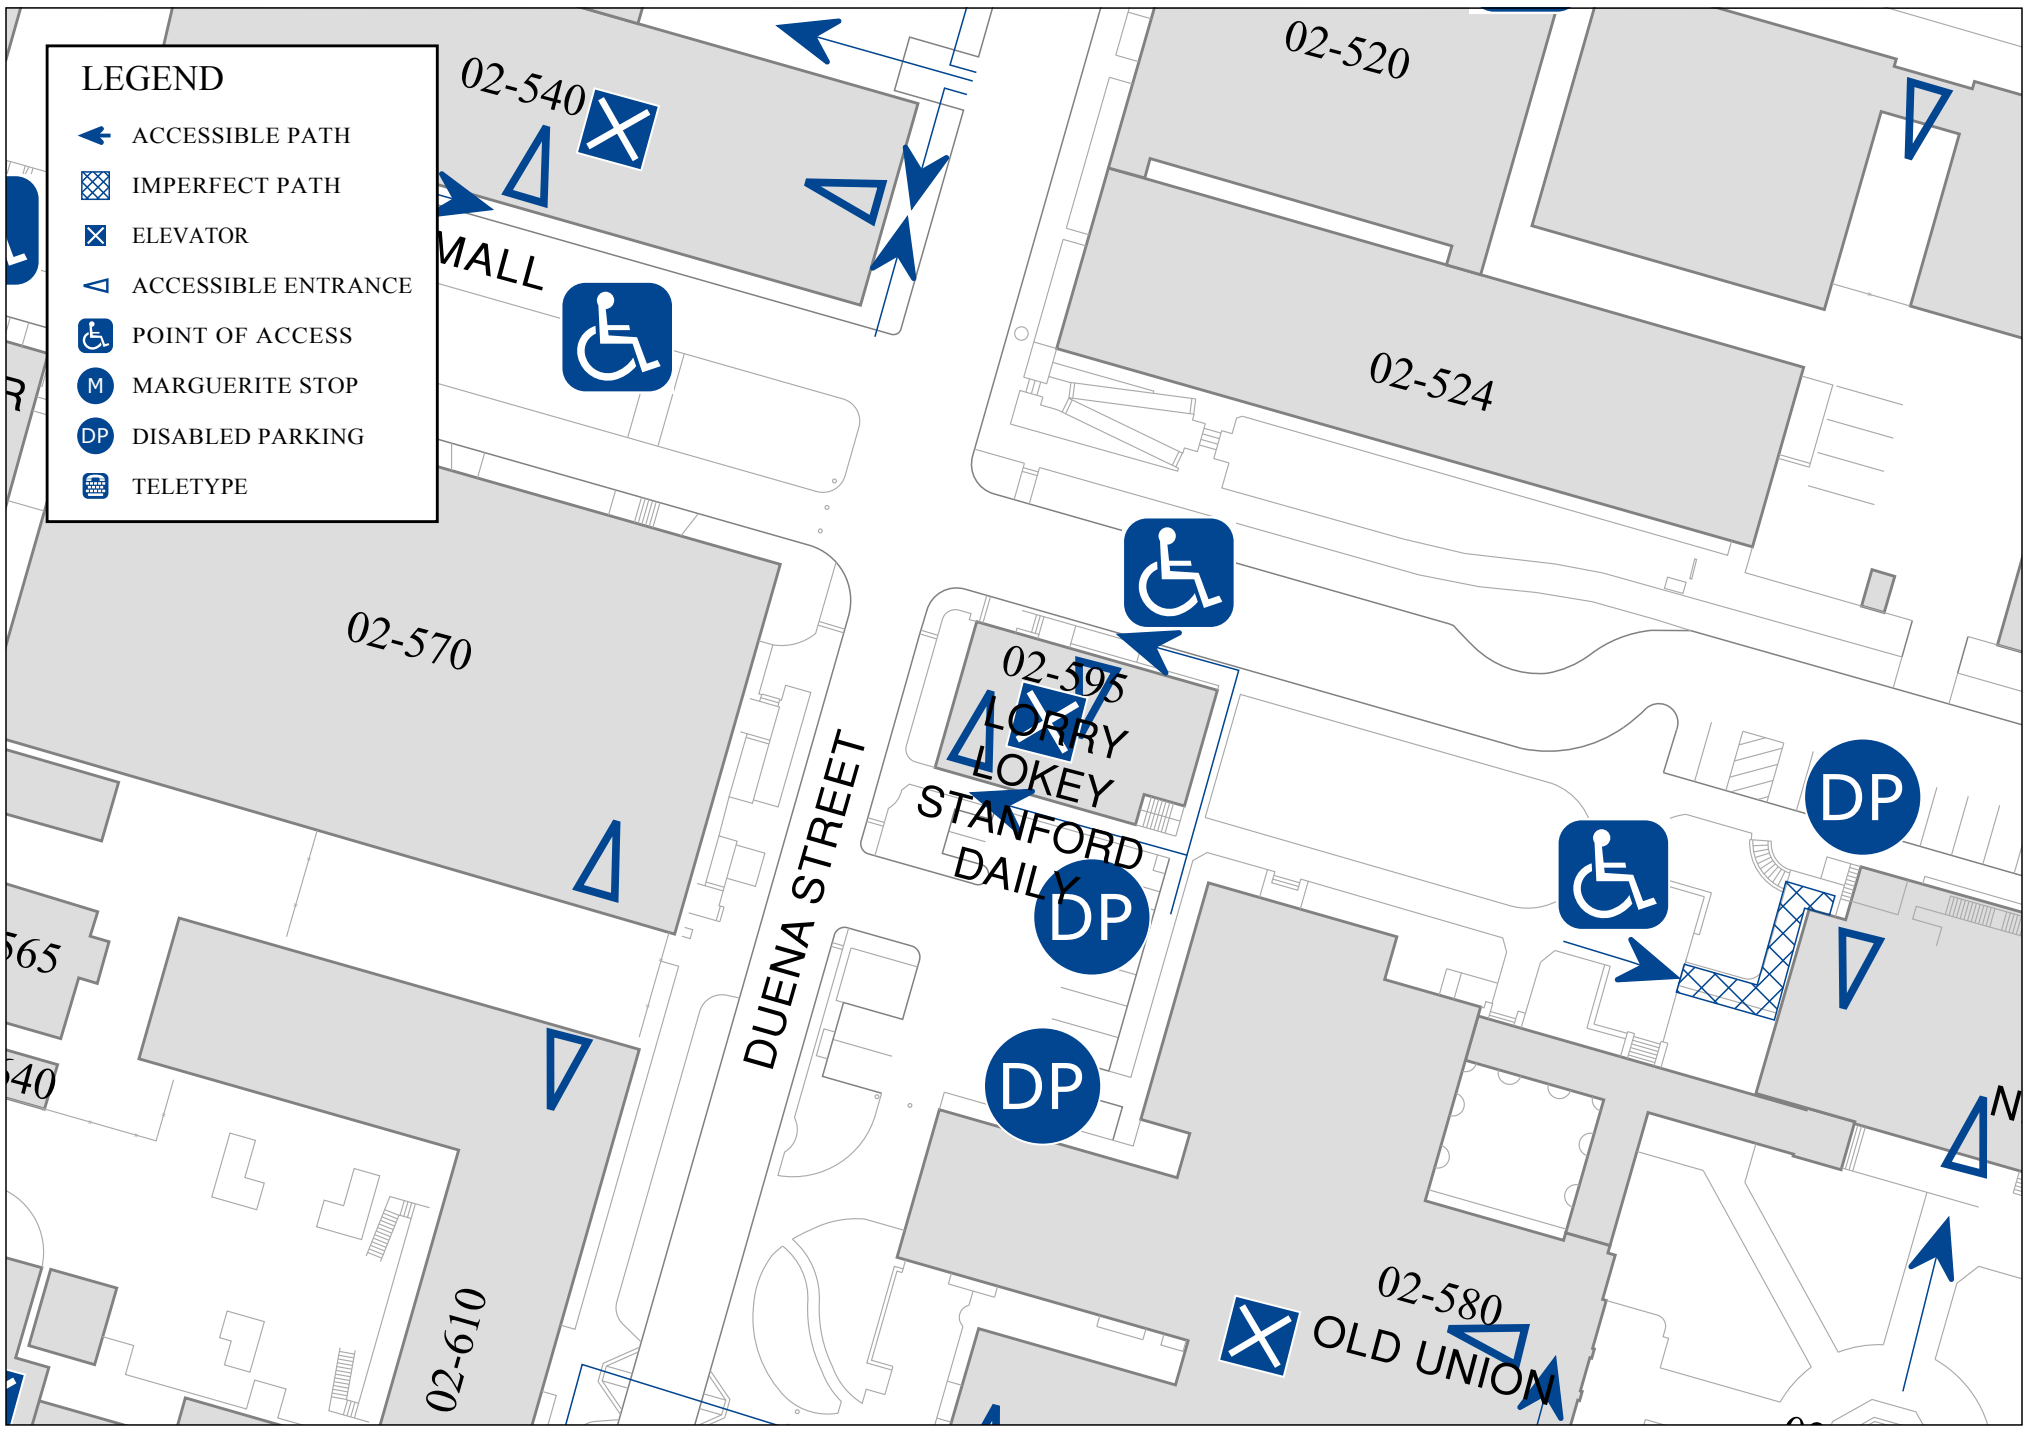 LEGEND
ACCESSIBLE PATH
IMPERFECT PATH
ELEVATOR
ACCESSIBLE ENTRANCE
POINT OF ACCESS
M MARGUERITE STOP
DP DISABLED PARKING
TELETYPE
02-540
02-520
MALL
02-524
R
02-570
02-595
LORRY
LOKEY
STANFORD
DAILY
DUENA STREET
DP
DP
DP
565
540
02-610
02-580
OLD UNION
N